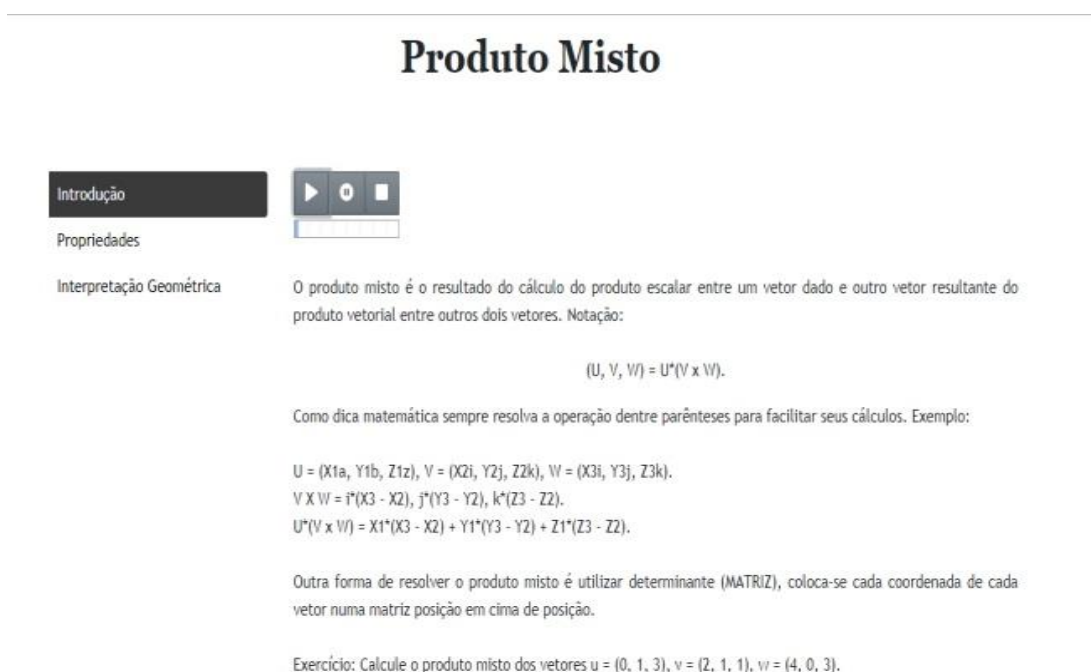 Produto Misto
Introdução
Propriedades
Interpretação Geométrica
O produto misto é o resultado do cálculo do produto escalar entre um vetor dado e outro vetor resultante do
produto vetorial entre outros dois vetores. Notação:
(U, V, W) = U*(V x W).
Como dica matemática sempre resolva a operação dentre parênteses para facilitar seus cálculos. Exemplo:
U = (X1a, Y1b, Z1z), V = (X2i, Y2j, Z2k), W = (X3i, Y3j, Z3k).
V X W = i*(X3 - X2), j*(Y3 - Y2), k*(Z3 - Z2).
U*(V x W) = X1*(X3 - X2) + Y1*(Y3 - Y2) + Z1*(Z3 - Z2).
Outra forma de resolver o produto misto é utilizar determinante (MATRIZ), coloca-se cada coordenada de cada
vetor numa matriz posição em cima de posição.
Exercício: Calcule o produto misto dos vetores u = (0, 1, 3), v = (2, 1, 1), w = (4, 0, 3).